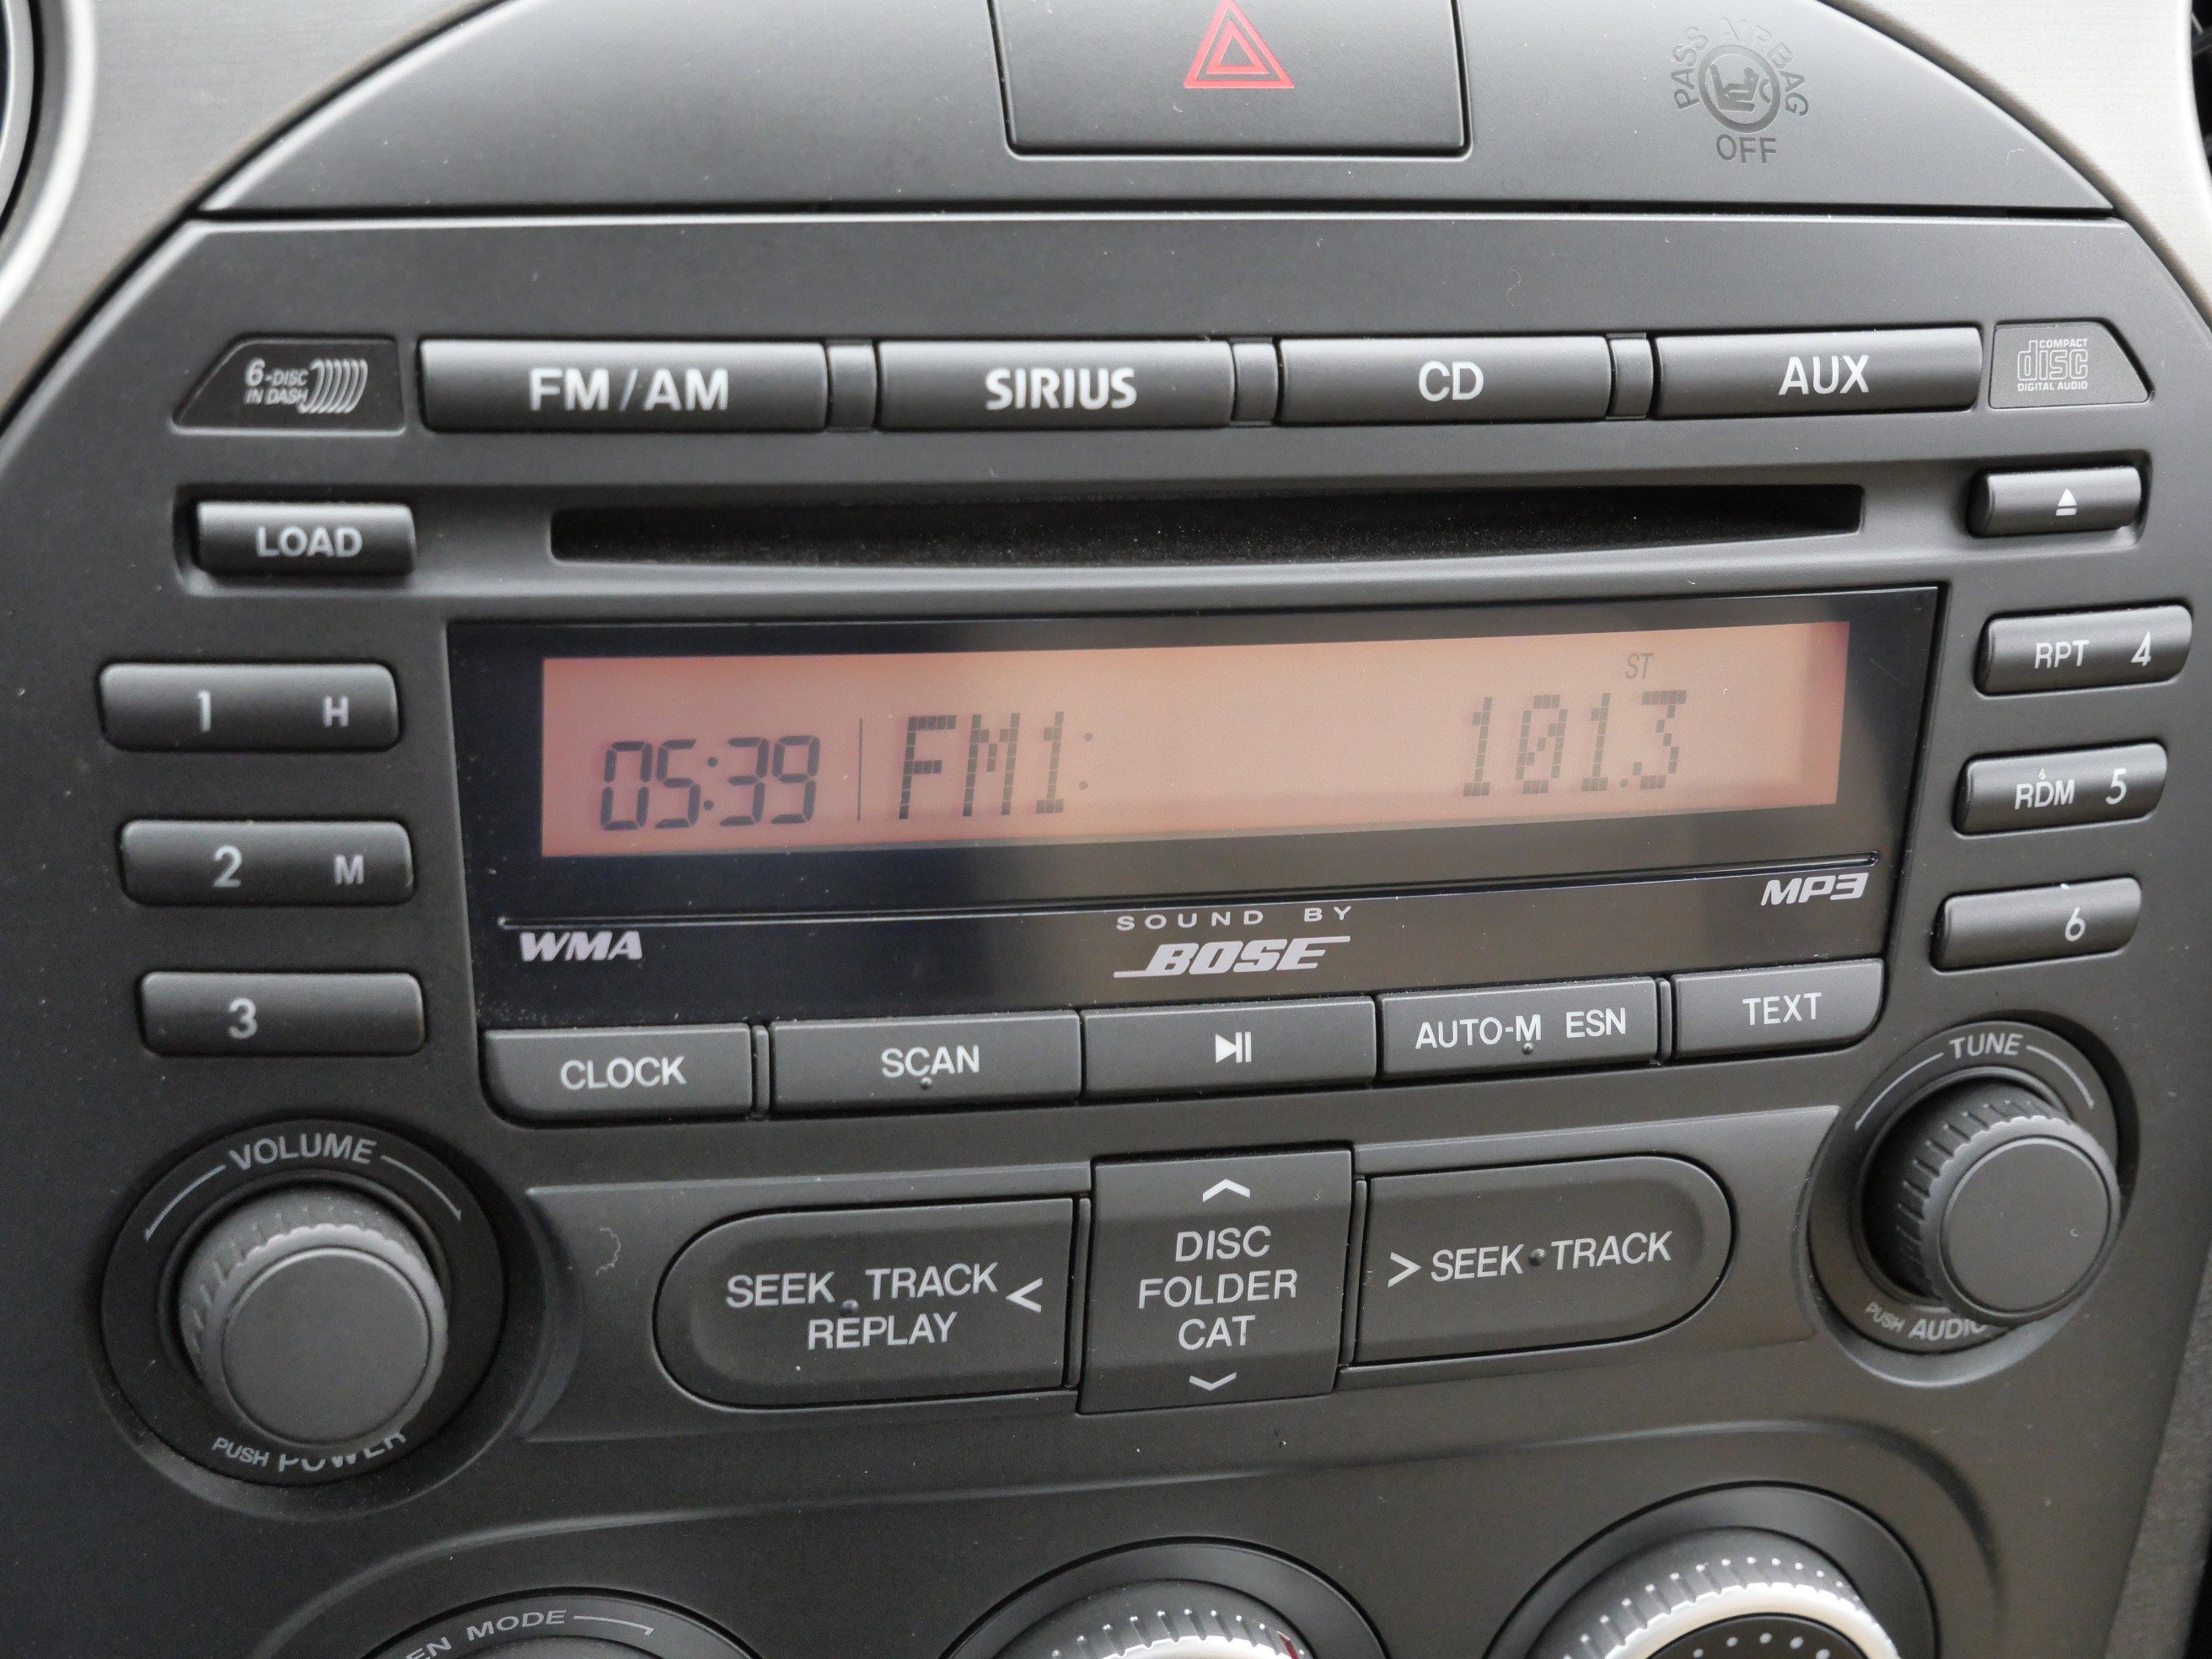 PASS AIRBAG
OFF
6-DISC
IN DASH
FM/AM
SIRIUS
CD
AUX
COMPACT
disc
DIGITAL AUDIO
LOAD
1 H
2 M
3
RPT 4
RDM 5
6
ST
05:39 FM1: 101.3
WMA
SOUND BY
BOSE
MP3
CLOCK
SCAN
AUTO-M ESN
TEXT
VOLUME
PUSH POWER
SEEK TRACK
REPLAY
DISC
FOLDER
CAT
SEEK TRACK
TUNE
PUSH AUDIO
MODE